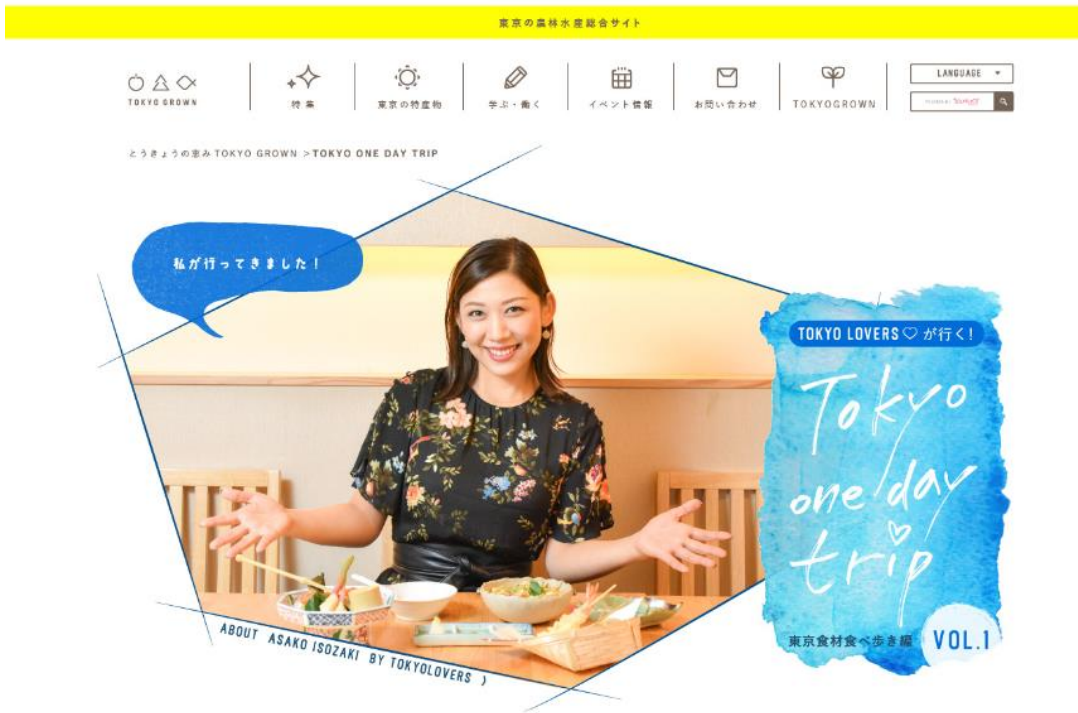 東京の農林水産総合サイト
TOKYO GROWN
特集
東京の特産物
学ぶ・働く
イベント情報
お問い合わせ
TOKYOGROWN
LANGUAGE
とうきょうの恵み TOKYO GROWN >TOKYO ONE DAY TRIP
私が行ってきました!
TOKYO LOVERS♡が行く!
Tokyo
one day
trip
東京食材食べ歩き編 VOL.1
ABOUT ASAKO ISOZAKI BY TOKYOLOVERS 〉